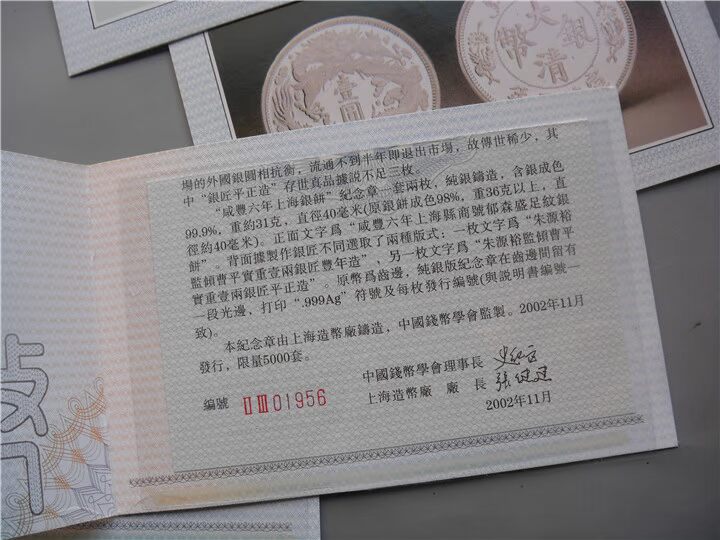 壹圓
大清銀幣
場的外國銀圓相抗衡，流通不到半年即退出市場，故傳世稀少，其
中“銀匠平正造”存世真品據説不足三枚。
“咸豐六年上海銀餅”紀念章一套兩枚，純銀鑄造，含銀成色
99.9%，重約31克，直徑40毫米(原銀餅成色98%，重36克以上，直
徑約40毫米)。正面文字爲“咸豐六年上海縣商號郁森盛足紋銀
餅”。背面據製作銀匠不同選取了兩種版式：一枚文字爲“朱源裕
監傾曹平實重壹兩銀匠豐年造”，另一枚文字爲“朱源裕監傾曹平
實重壹兩銀匠平正造”。原幣爲齒邊，純銀版紀念章在齒邊間留有
一段光邊，打印“.999Ag”符號及每枚發行編號(與説明書編號一
致)。
本紀念章由上海造幣廠鑄造，中國錢幣學會監製。2002年11月
發行，限量5000套。
中國錢幣學會理事長
編號 ⅡⅢ01956
上海造幣廠 廠 長
2002年11月